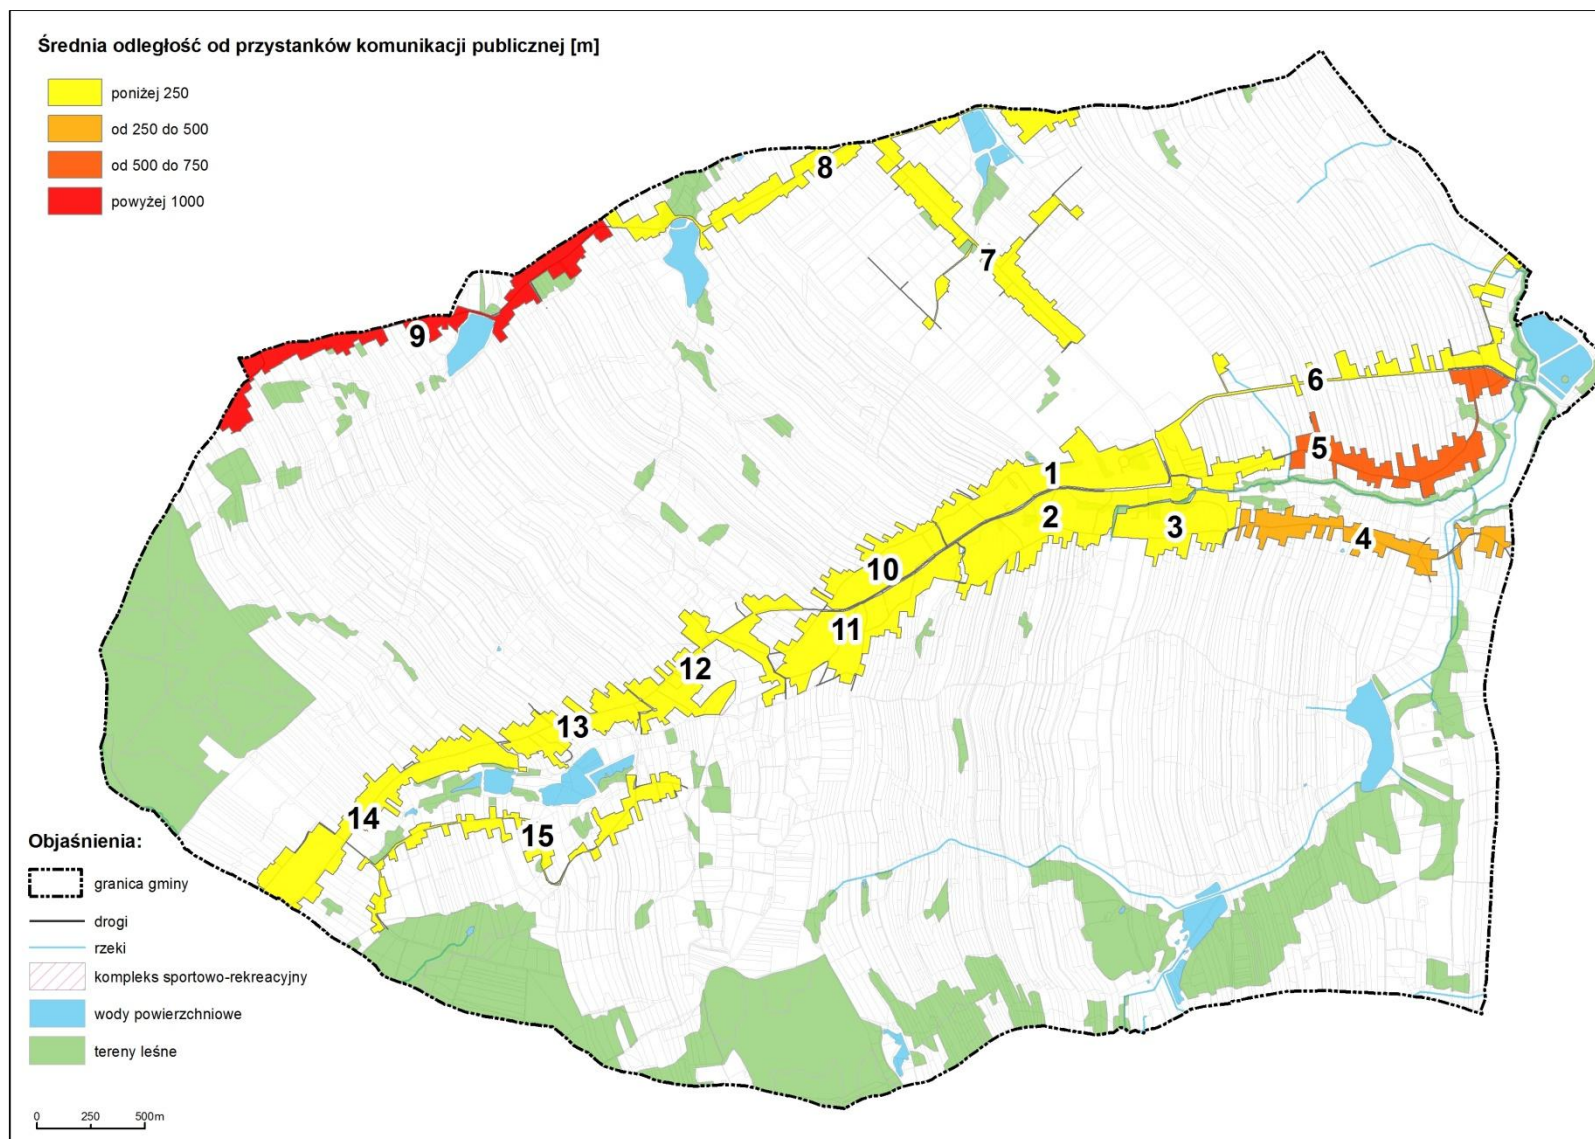 Średnia odległość od przystanków komunikacji publicznej [m]
poniżej 250
od 250 do 500
od 500 do 750
powyżej 1000
8
7
9
6
5
1
2
3
4
10
11
12
13
14
15
Objaśnienia:
granica gminy
drogi
rzeki
kompleks sportowo-rekreacyjny
wody powierzchniowe
tereny leśne
0 250 500m